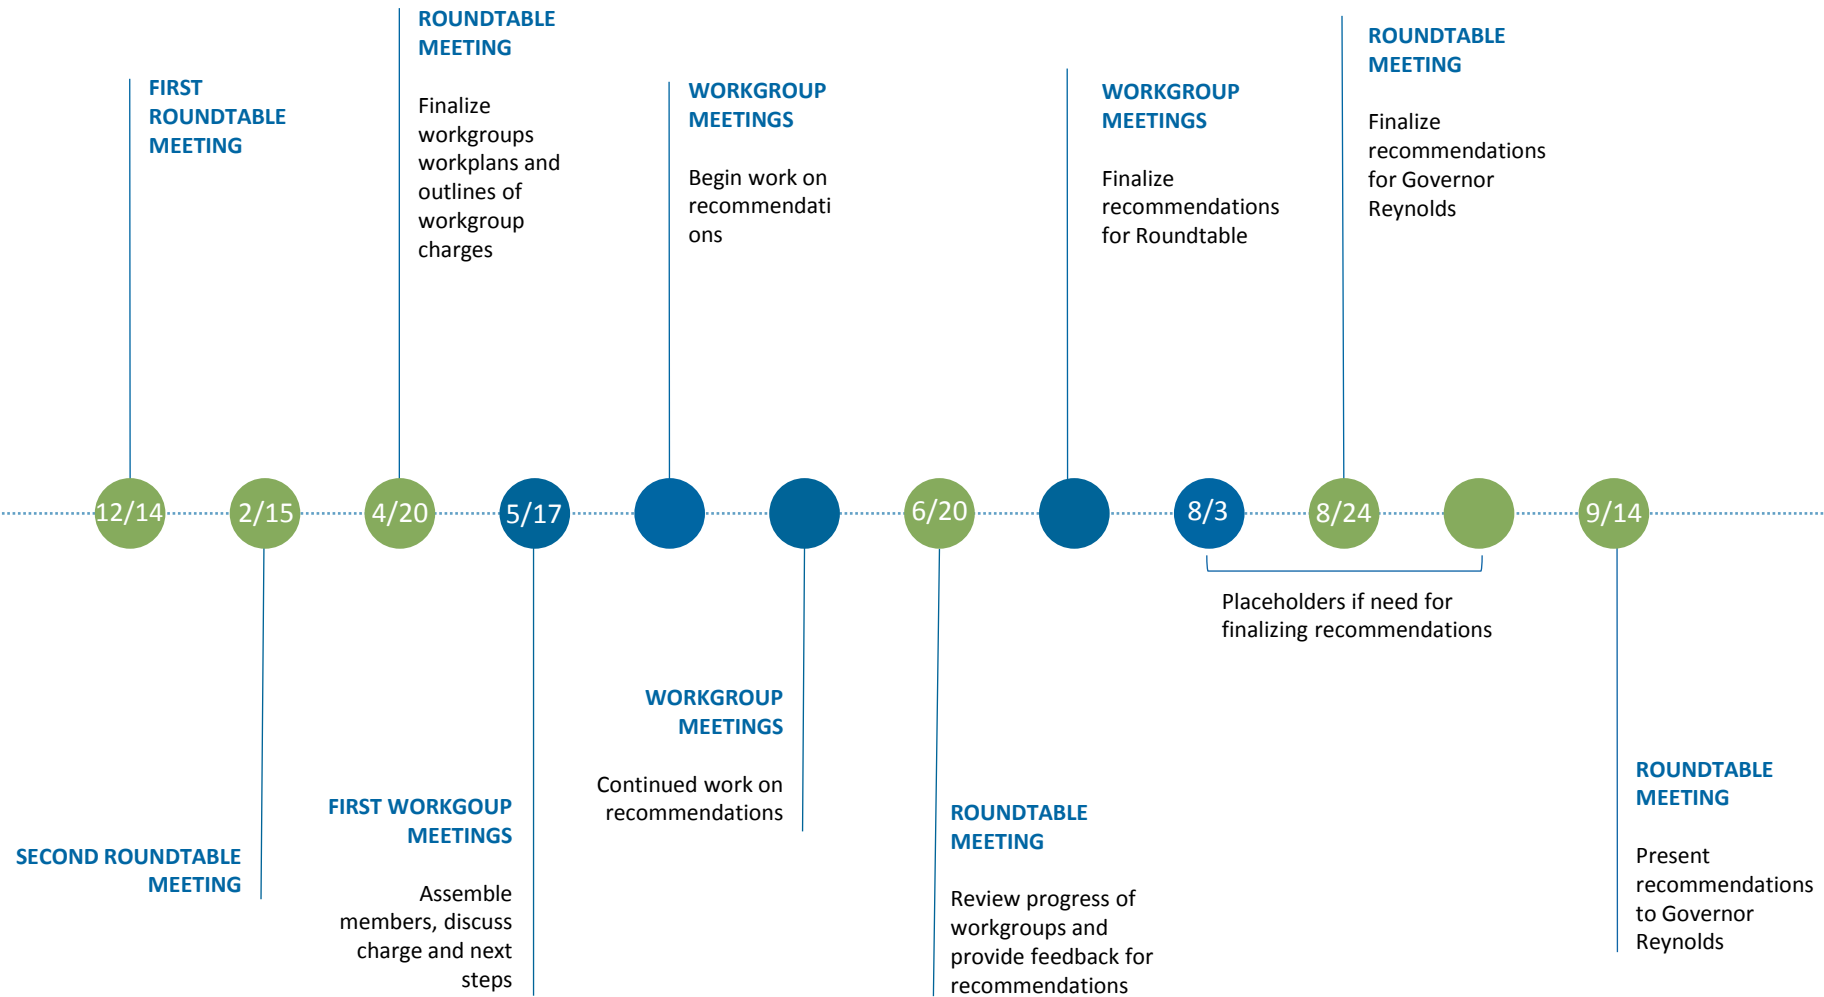 FIRST
ROUNDTABLE
MEETING
ROUNDTABLE
MEETING
Finalize
workgroups
workplans and
outlines of
workgroup
charges
WORKGROUP
MEETINGS
Begin work on
recommendati
ons
WORKGROUP
MEETINGS
Finalize
recommendations
for Roundtable
ROUNDTABLE
MEETING
Finalize
recommendations
for Governor
Reynolds
12/14
2/15
4/20
5/17
6/20
8/3
8/24
9/14
SECOND ROUNDTABLE
MEETING
FIRST WORKGOUP
MEETINGS
Assemble
members, discuss
charge and next
steps
WORKGROUP
MEETINGS
Continued work on
recommendations
ROUNDTABLE
MEETING
Review progress of
workgroups and
provide feedback for
recommendations
Placeholders if need for
finalizing recommendations
ROUNDTABLE
MEETING
Present
recommendations
to Governor
Reynolds